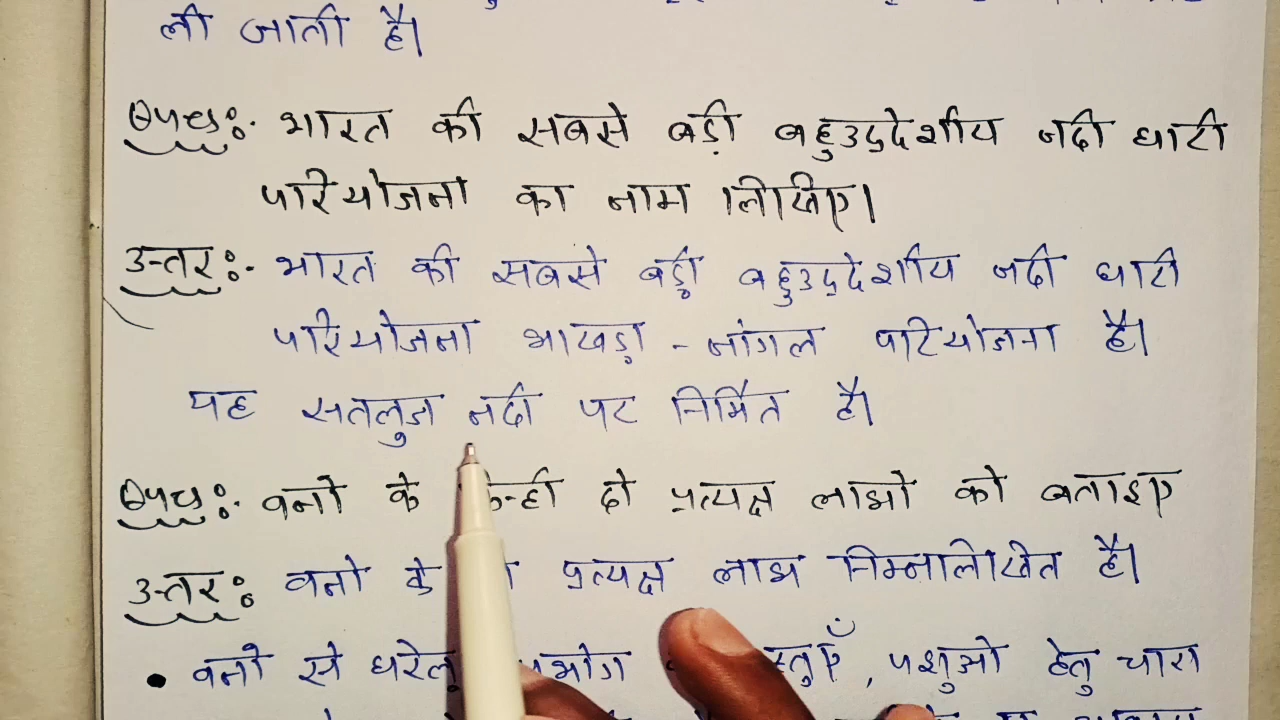 ली जाती है।
प्रश्न:- भारत की सबसे बड़ी बहुउद्देशीय नदी घाटी
परियोजना का नाम लिखिए।
उत्तर:- भारत की सबसे बड़ी बहुउद्देशीय नदी घाटी
परियोजना भाखड़ा - नांगल परियोजना है।
यह सतलुज नदी पर निर्मित है।
प्रश्न:- वनो के दो प्रत्यक्ष लाभो को बताइए
उत्तर: वनो के प्रत्यक्ष लाभ निम्नलिखित है।
• वनो से घरेलू , पशुओ हेतु चारा